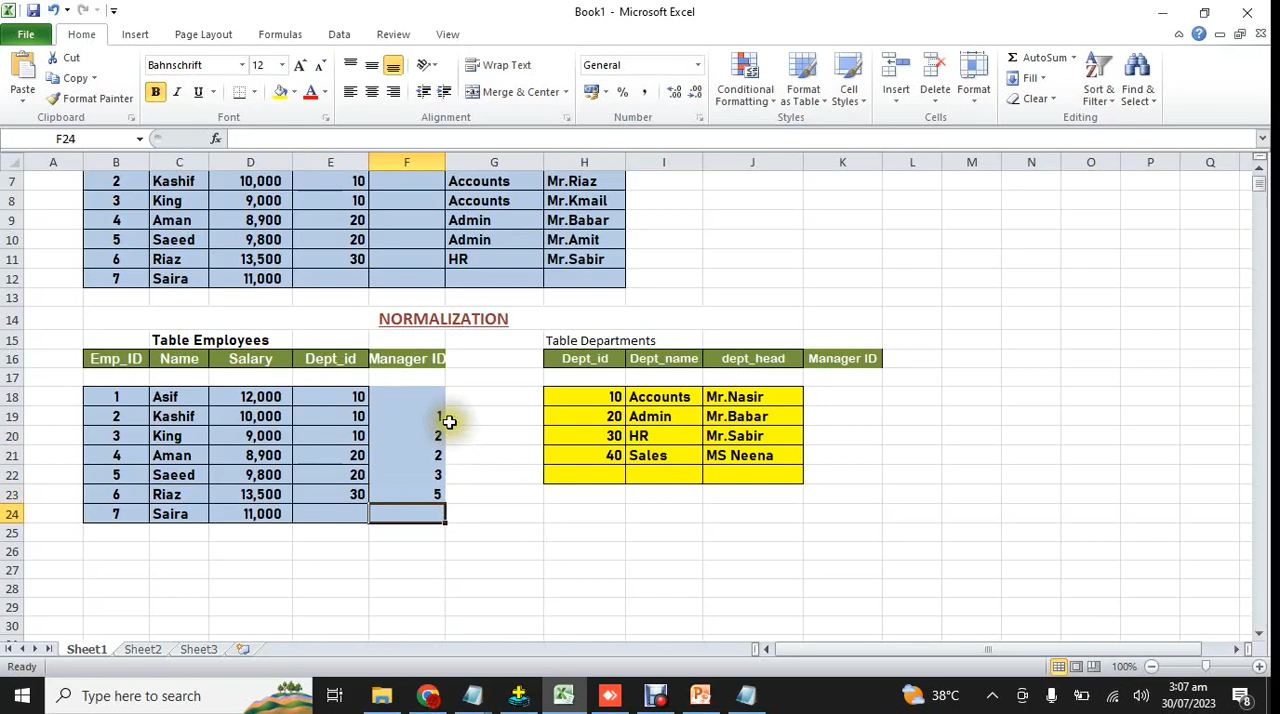 Book1 - Microsoft Excel
File Home Insert Page Layout Formulas Data Review View
Paste
Cut
Copy
Format Painter
Clipboard
Bahnschrift 12
B I U
Font
Wrap Text
Merge & Center
Alignment
General
Number
Conditional Formatting
Format as Table
Cell Styles
Styles
Insert Delete Format
Cells
AutoSum
Fill
Clear
Sort & Filter
Find & Select
Editing
F24 fx
A B C D E F G H I J K L M N O P Q
7 2 Kashif 10,000 10 Accounts Mr.Riaz
8 3 King 9,000 10 Accounts Mr.Kmail
9 4 Aman 8,900 20 Admin Mr.Babar
10 5 Saeed 9,800 20 Admin Mr.Amit
11 6 Riaz 13,500 30 HR Mr.Sabir
12 7 Saira 11,000
13
14 NORMALIZATION
15 Table Employees Table Departments
16 Emp_ID Name Salary Dept_id Manager ID Dept_id Dept_name dept_head Manager ID
17
18 1 Asif 12,000 10 10 Accounts Mr.Nasir
19 2 Kashif 10,000 10 1 20 Admin Mr.Babar
20 3 King 9,000 10 2 30 HR Mr.Sabir
21 4 Aman 8,900 20 2 40 Sales MS Neena
22 5 Saeed 9,800 20 3
23 6 Riaz 13,500 30 5
24 7 Saira 11,000
25
26
27
28
29
30
Sheet1 Sheet2 Sheet3
Ready 100%
Type here to search
38°C
3:07 am
30/07/2023
8